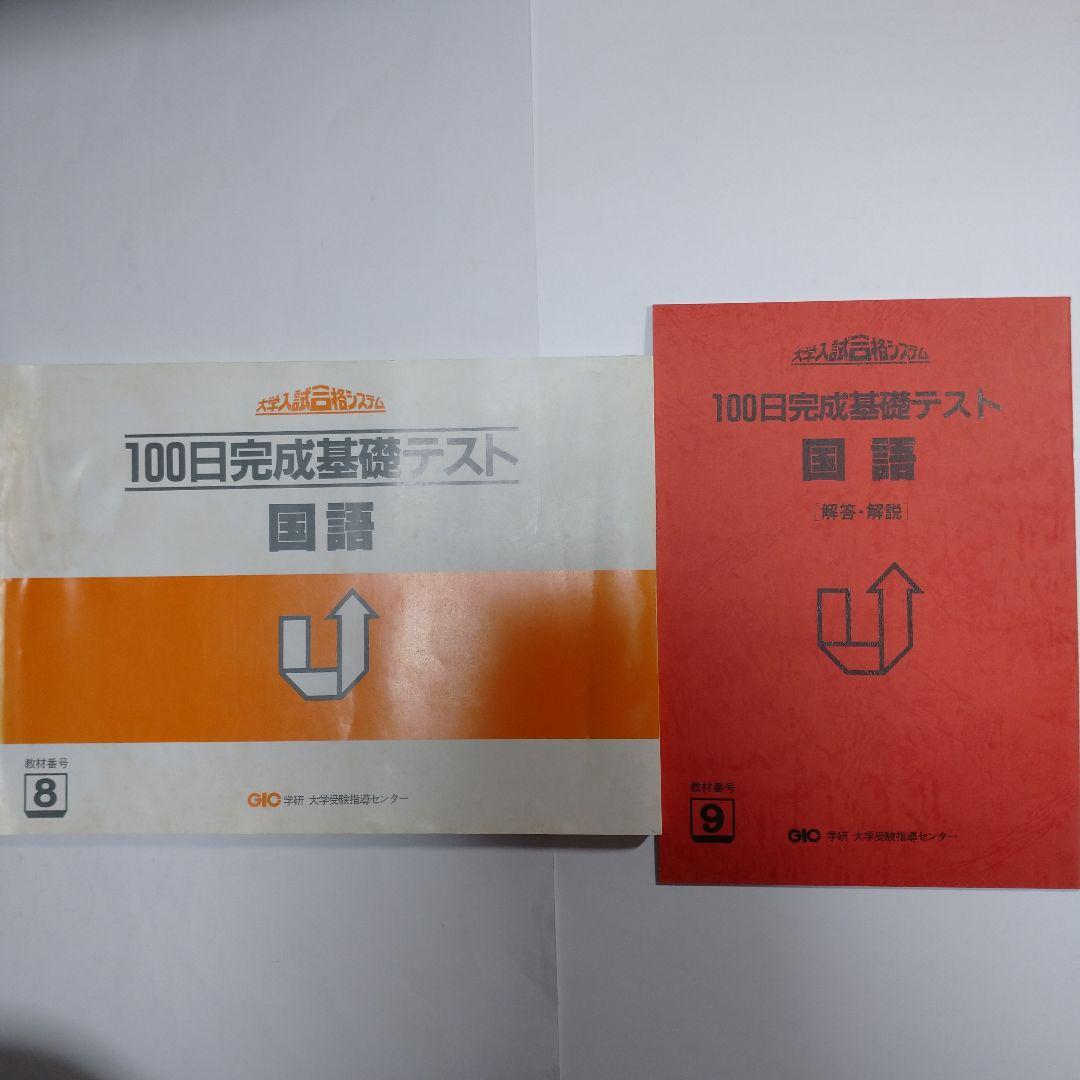 大学入試合格システム
100日完成基礎テスト
国語
教材番号
8
GIC 学研 大学受験指導センター
大学入試合格システム
100日完成基礎テスト
国語
[解答・解説]
教材番号
9
GIC 学研 大学受験指導センター